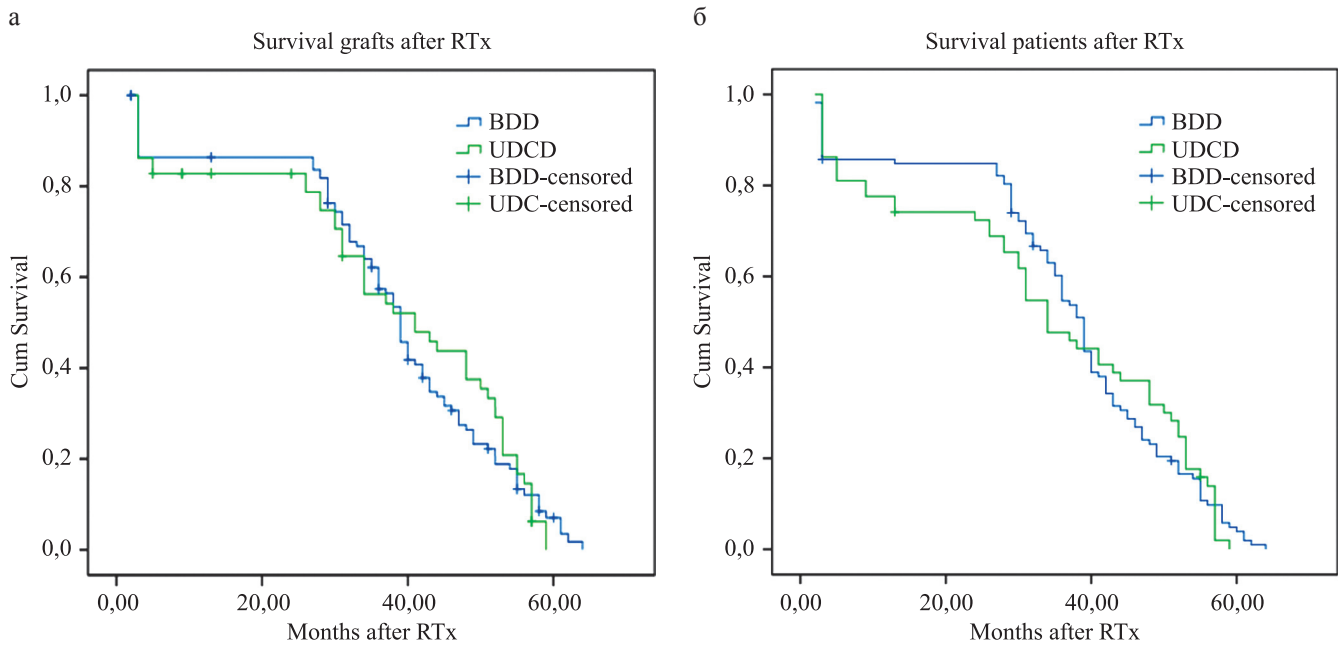 а
Survival grafts after RTx
1,0
0,8
0,6
0,4
0,2
0,0
Cum Survival
BDD
UDCD
BDD-censored
UDC-censored
0,00
20,00
40,00
60,00
Months after RTx
б
Survival patients after RTx
1,0
0,8
0,6
0,4
0,2
0,0
Cum Survival
BDD
UDCD
BDD-censored
UDC-censored
0,00
20,00
40,00
60,00
Months after RTx